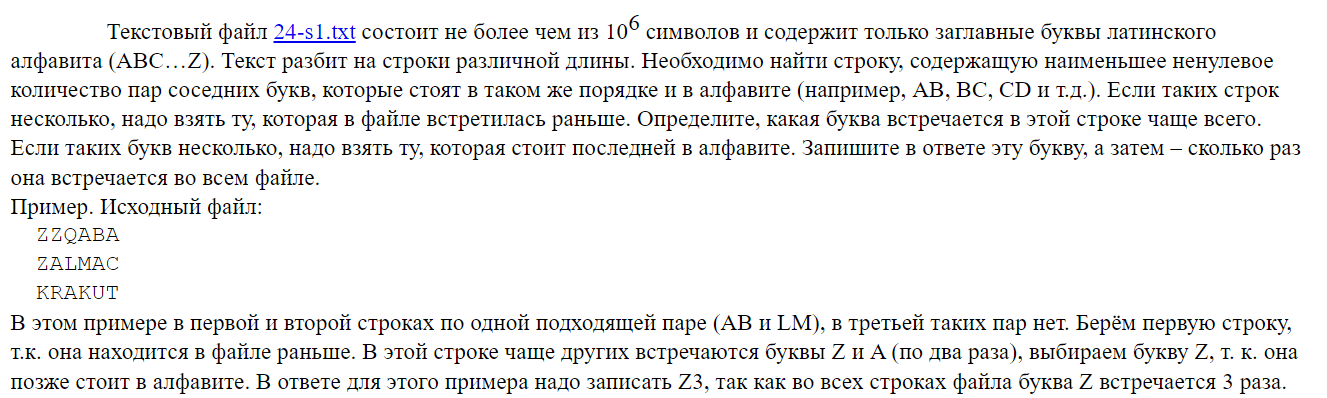 Текстовый файл 24-s1.txt состоит не более чем из 10⁶ символов и содержит только заглавные буквы латинского
алфавита (ABC…Z). Текст разбит на строки различной длины. Необходимо найти строку, содержащую наименьшее ненулевое
количество пар соседних букв, которые стоят в таком же порядке и в алфавите (например, AB, BC, CD и т.д.). Если таких строк
несколько, надо взять ту, которая в файле встретилась раньше. Определите, какая буква встречается в этой строке чаще всего.
Если таких букв несколько, надо взять ту, которая стоит последней в алфавите. Запишите в ответе эту букву, а затем – сколько раз
она встречается во всем файле.
Пример. Исходный файл:
ZZQABA
ZALMAC
KRAKUT
В этом примере в первой и второй строках по одной подходящей паре (AB и LM), в третьей таких пар нет. Берём первую строку,
т.к. она находится в файле раньше. В этой строке чаще других встречаются буквы Z и A (по два раза), выбираем букву Z, т. к. она
позже стоит в алфавите. В ответе для этого примера надо записать Z3, так как во всех строках файла буква Z встречается 3 раза.